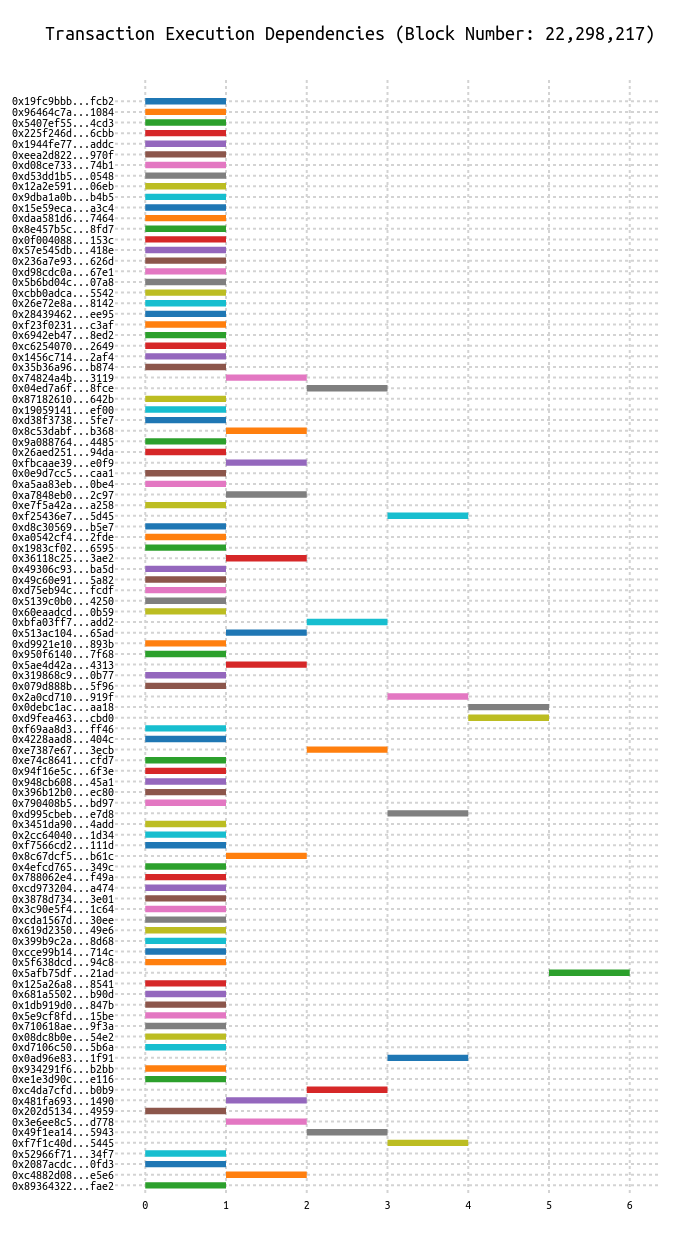 Transaction Execution Dependencies (Block Number: 22,298,217)
0x19fc9bbb...fcb2
0x96464c7a...1084
0x5407ef55...4cd3
0x225f246d...6cbb
0x1944fe77...addc
0xeea2d822...970f
0xd08ce733...74b1
0xd53dd1b5...0548
0x12a2e591...06eb
0x9dba1a0b...b4b5
0x15e59eca...a3c4
0xdaa581d6...7464
0x8e457b5c...8fd7
0x0f004088...153c
0x57e545db...418e
0x236a7e93...626d
0xd98cdc0a...67e1
0x5b6bd04c...07a8
0xcbb0adca...5542
0x26e72e8a...8142
0x28439462...ee95
0xf23f0231...c3af
0x6942eb47...8ed2
0xc6254070...2649
0x1456c714...2af4
0x35b36a96...b874
0x74824a4b...3119
0x04ed7a6f...8fce
0x87182610...642b
0x19059141...ef00
0xd38f3738...5fe7
0x8c53dabf...b368
0x9a088764...4485
0x26aed251...94da
0xfbcaae39...e0f9
0x0e9d7cc5...caa1
0xa5aa83eb...0be4
0xa7848eb0...2c97
0xe7f5a42a...a258
0xf25436e7...5d45
0xd8c30569...b5e7
0xa0542cf4...2fde
0x1983cf02...6595
0x36118c25...3ae2
0x49306c93...ba5d
0x49c60e91...5a82
0xd75eb94c...fcdf
0x5139c0b0...4250
0x60eaadcd...0b59
0xbfa03ff7...add2
0x513ac104...65ad
0xd9921e10...893b
0x950f6140...7f68
0x5ae4d42a...4313
0x319868c9...0b77
0x079d888b...5f96
0x2a0cd710...919f
0x0debc1ac...aa18
0xd9fea463...cbd0
0xf69aa8d3...ff46
0x4228aad8...404c
0xe7387e67...3ecb
0xe74c8641...cfd7
0x94f16e5c...6f3e
0x948cb608...45a1
0x396b12b0...ec80
0x790408b5...bd97
0xd995cbeb...e7d8
0x3451da90...4add
0x2cc64040...1d34
0xf7566cd2...111d
0x8c67dcf5...b61c
0x4efcd765...349c
0x788062e4...f49a
0xcd973204...a474
0x3878d734...3e01
0x3c90e5f4...1c64
0xcda1567d...30ee
0x619d2350...49e6
0x399b9c2a...8d68
0xcce99b14...714c
0x5f638dcd...94c8
0x5afb75df...21ad
0x125a26a8...8541
0x681a5502...b90d
0x1db919d0...847b
0x5e9cf8fd...15be
0x710618ae...9f3a
0x08dc8b0e...54e2
0xd7106c50...5b6a
0x0ad96e83...1f91
0x934291f6...b2bb
0xe1e3d90c...e116
0xc4da7cfd...b0b9
0x481fa693...1490
0x202d5134...4959
0x3e6ee8c5...d778
0x49f1ea14...5943
0xf7f1c40d...5445
0x52966f71...34f7
0x2087acdc...0fd3
0xc4882d08...e5e6
0x89364322...fae2
0 1 2 3 4 5 6